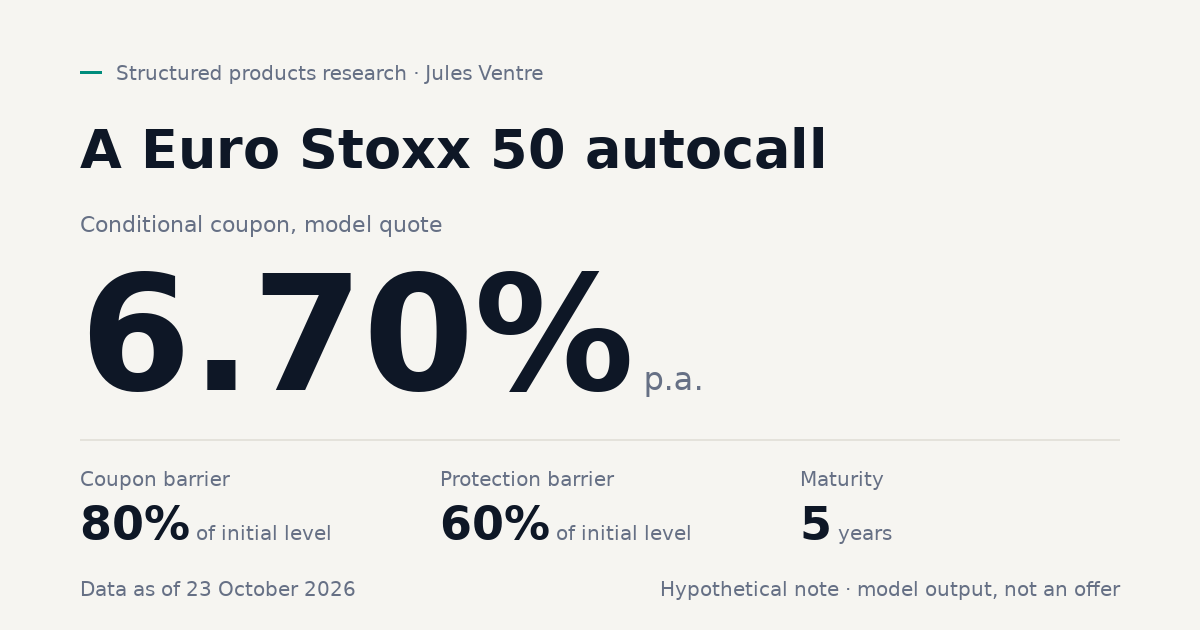 Structured products research · Jules Ventre
A Euro Stoxx 50 autocall
Conditional coupon, model quote
6.70% p.a.
Coupon barrier
80% of initial level
Protection barrier
60% of initial level
Maturity
5 years
Data as of 23 October 2026
Hypothetical note · model output, not an offer